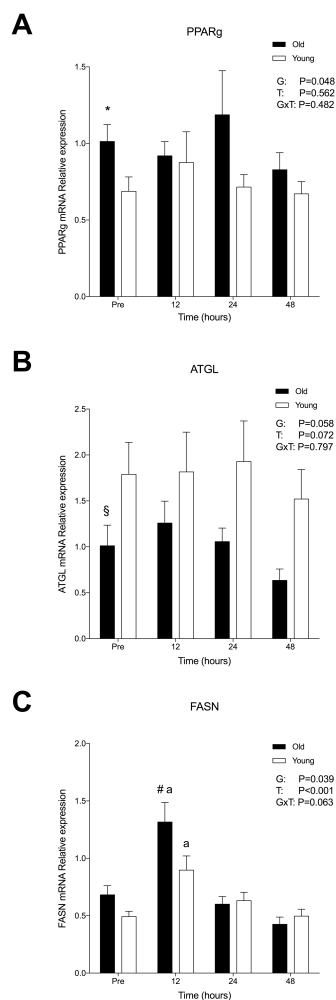 A
PPARg
Old
Young
G: P=0.048
T: P=0.562
GxT: P=0.482
*
PPARg mRNA Relative expression
1.5
1.0
0.5
0.0
Pre 12 24 48
Time (hours)
B
ATGL
Old
Young
G: P=0.058
T: P=0.072
GxT: P=0.797
§
ATGL mRNA Relative expression
2.5
2.0
1.5
1.0
0.5
0.0
Pre 12 24 48
Time (hours)
C
FASN
Old
Young
G: P=0.039
T: P<0.001
GxT: P=0.063
# a
a
FASN mRNA Relative expression
2.0
1.5
1.0
0.5
0.0
Pre 12 24 48
Time (hours)